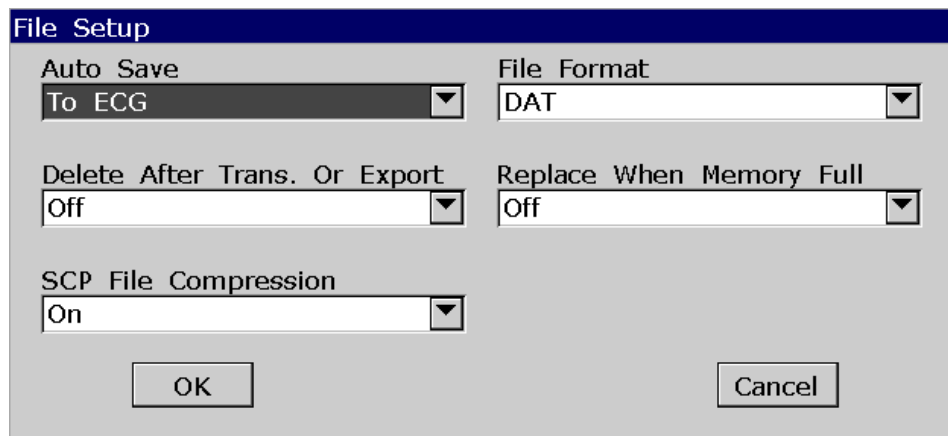 File Setup
Auto Save
File Format
To ECG
DAT
Delete After Trans. Or Export
Replace When Memory Full
Off
Off
SCP File Compression
On
OK
Cancel